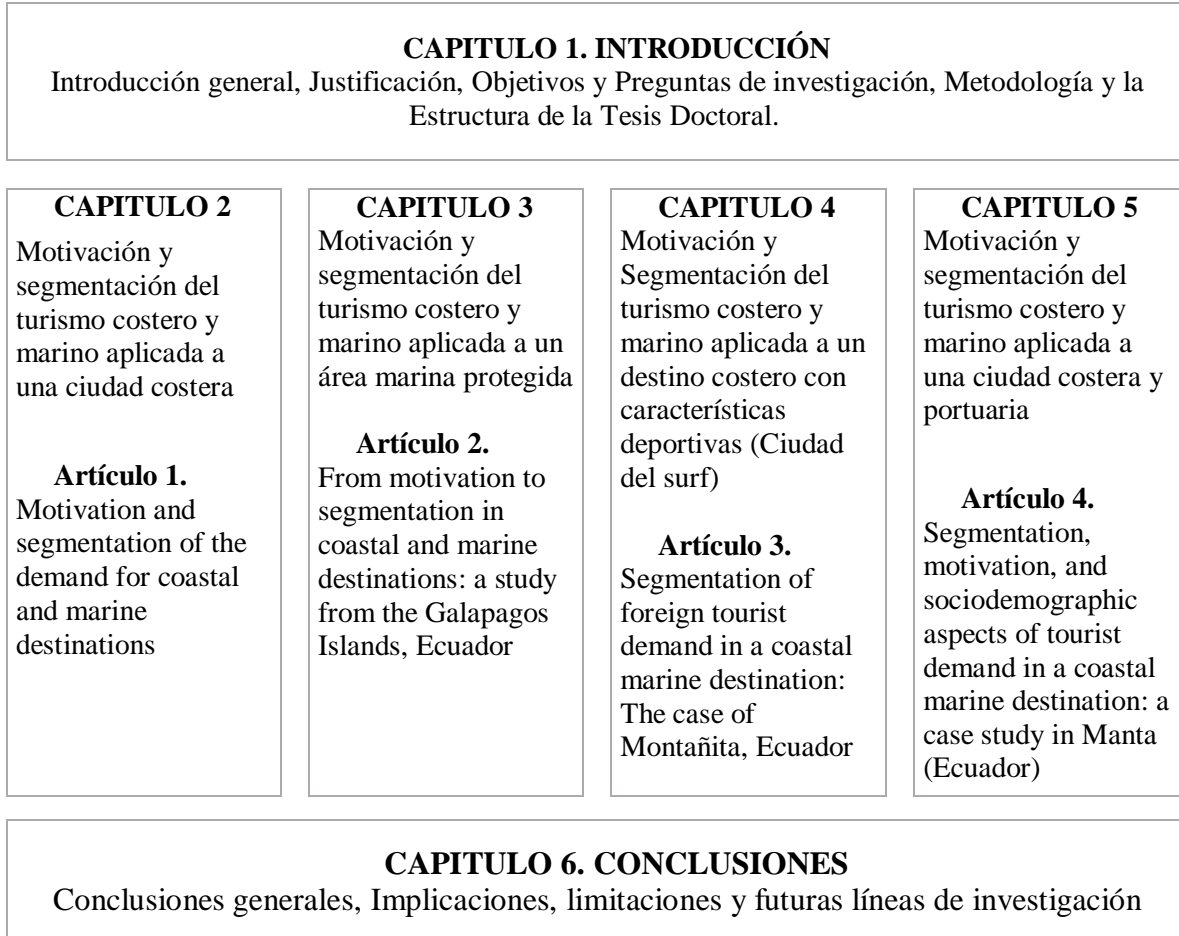 CAPITULO 1. INTRODUCCIÓN
Introducción general, Justificación, Objetivos y Preguntas de investigación, Metodología y la
Estructura de la Tesis Doctoral.
CAPITULO 2
Motivación y
segmentación del
turismo costero y
marino aplicada a
una ciudad costera
Artículo 1.
Motivation and
segmentation of the
demand for coastal
and marine
destinations
CAPITULO 3
Motivación y
segmentación del
turismo costero y
marino aplicada a un
área marina protegida
Artículo 2.
From motivation to
segmentation in
coastal and marine
destinations: a study
from the Galapagos
Islands, Ecuador
CAPITULO 4
Motivación y
Segmentación del
turismo costero y
marino aplicada a un
destino costero con
características
deportivas (Ciudad
del surf)
Artículo 3.
Segmentation of
foreign tourist
demand in a coastal
marine destination:
The case of
Montañita, Ecuador
CAPITULO 5
Motivación y
segmentación del
turismo costero y
marino aplicada a
una ciudad costera y
portuaria
Artículo 4.
Segmentation,
motivation, and
sociodemographic
aspects of tourist
demand in a coastal
marine destination: a
case study in Manta
(Ecuador)
CAPITULO 6. CONCLUSIONES
Conclusiones generales, Implicaciones, limitaciones y futuras líneas de investigación